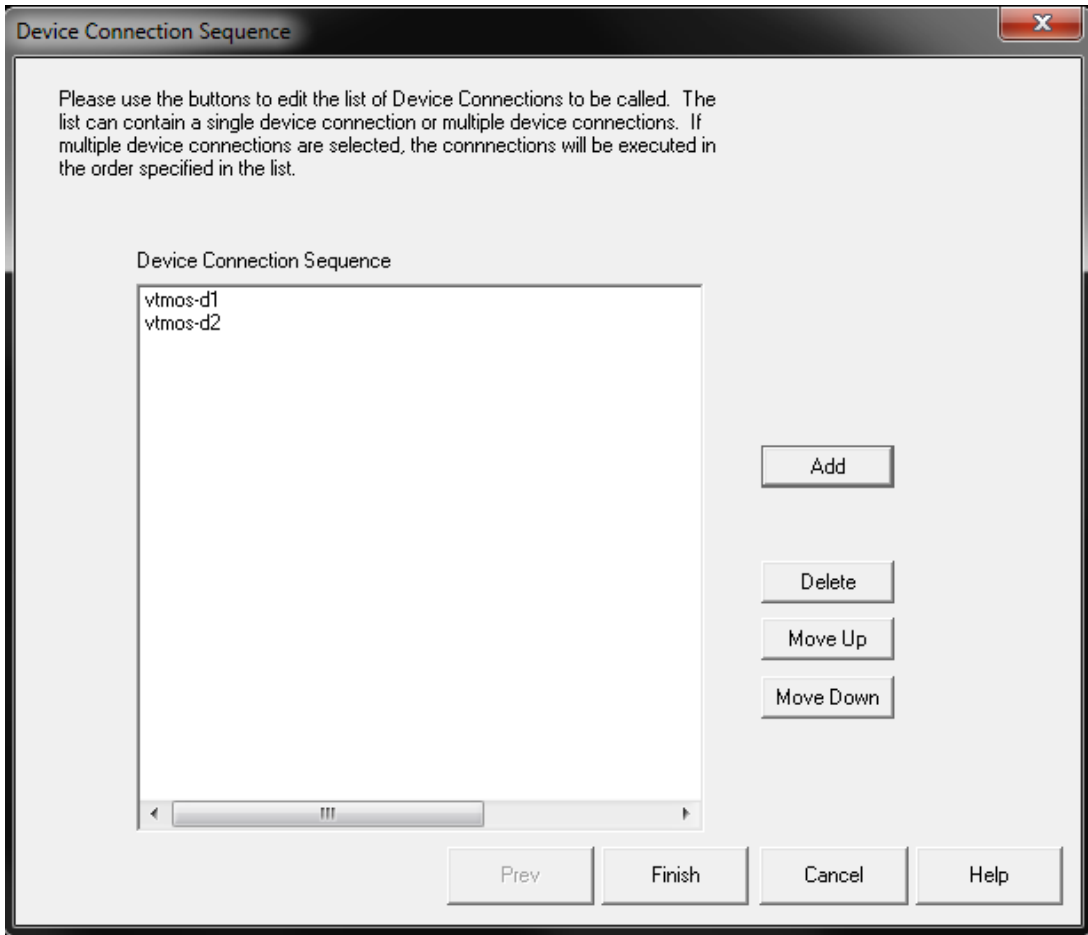 Device Connection Sequence
Please use the buttons to edit the list of Device Connections to be called.  The
list can contain a single device connection or multiple device connections.  If
multiple device connections are selected, the connnections will be executed in
the order specified in the list.
Device Connection Sequence
vtmos-d1
vtmos-d2
Add
Delete
Move Up
Move Down
Prev
Finish
Cancel
Help